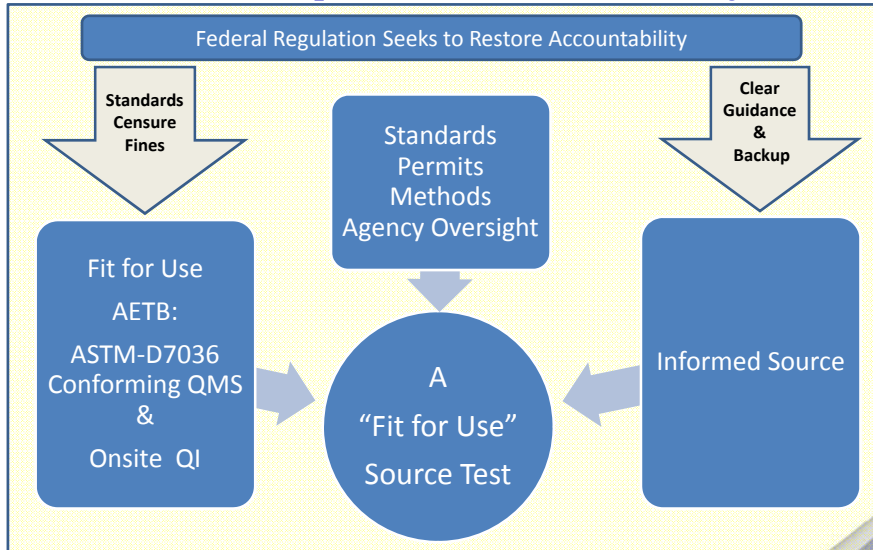 Federal Regulation Seeks to Restore Accountability
Standards
Censure
Fines
Standards
Permits
Methods
Agency Oversight
Clear
Guidance
&
Backup
Fit for Use
AETB:
ASTM-D7036
Conforming QMS
&
Onsite QI
A
“Fit for Use”
Source Test
Informed Source